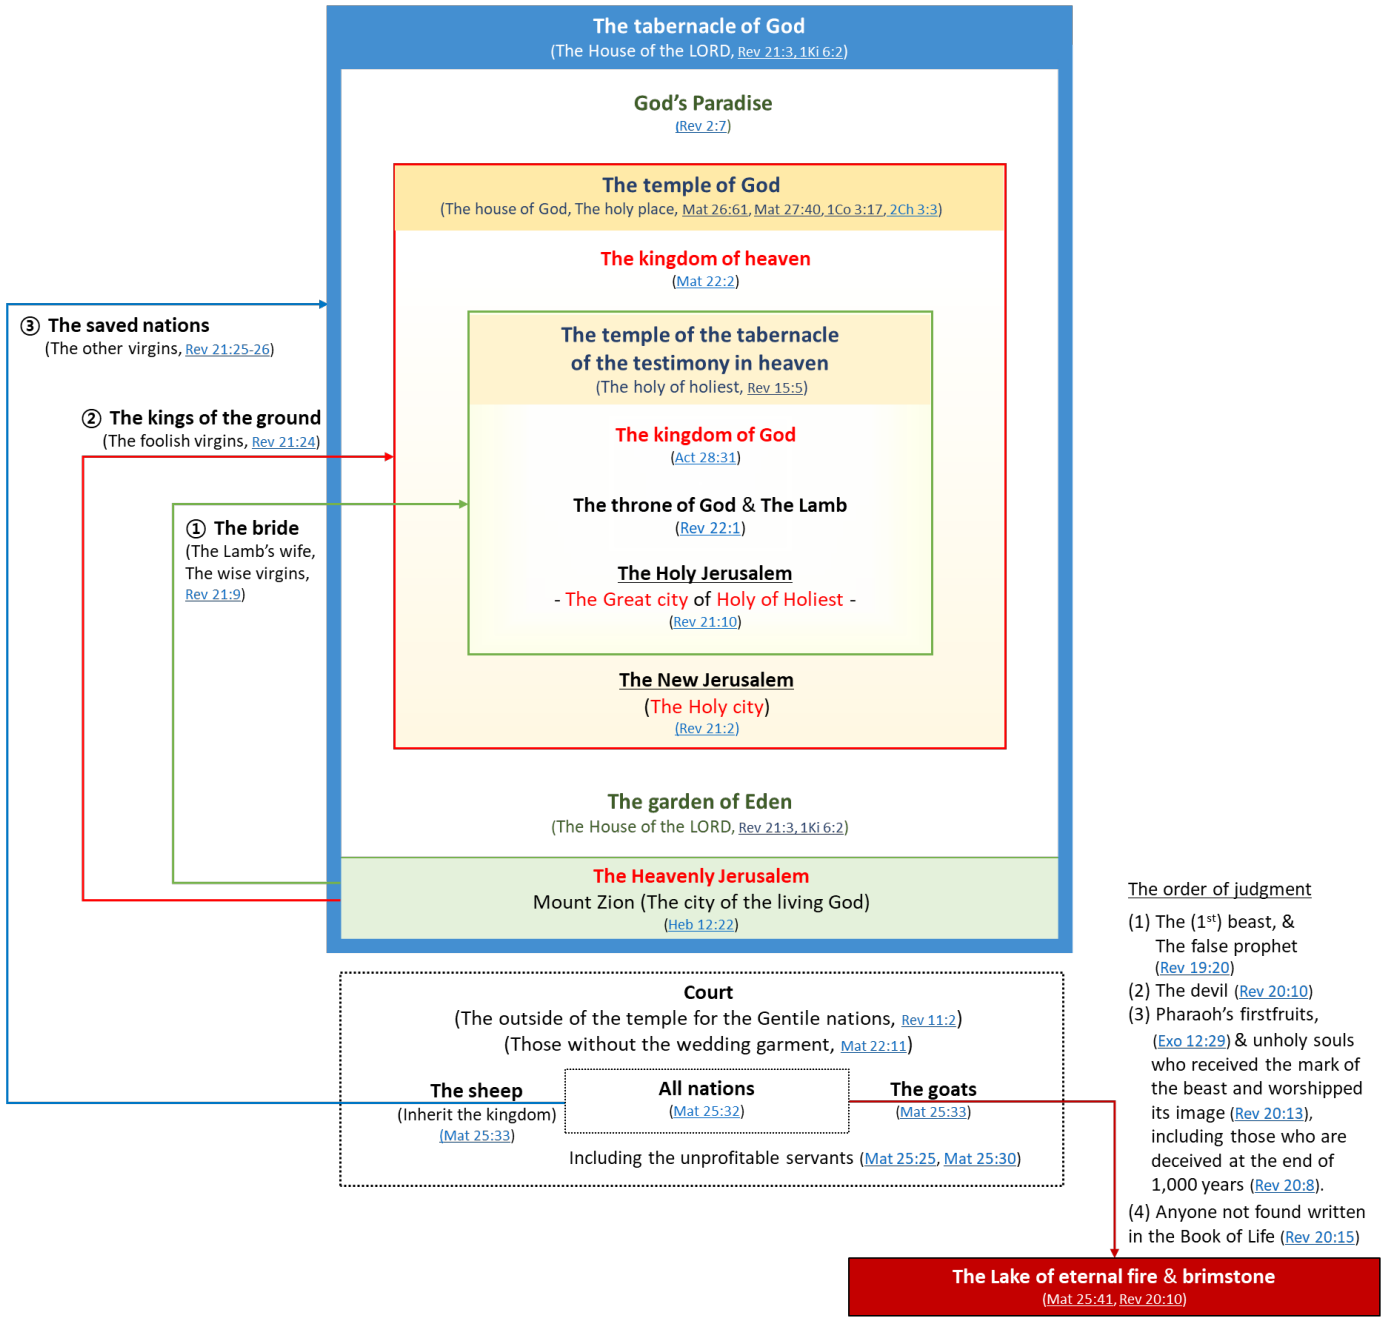 The tabernacle of God
(The House of the LORD, Rev 21:3, 1Ki 6:2)
God's Paradise
(Rev 2:7)
The temple of God
(The house of God, The holy place, Mat 26:61, Mat 27:40, 1Co 3:17, 2Ch 3:3)
The kingdom of heaven
(Mat 22:2)
The temple of the tabernacle
of the testimony in heaven
(The holy of holiest, Rev 15:5)
The kingdom of God
(Act 28:31)
The throne of God & The Lamb
(Rev 22:1)
The Holy Jerusalem
- The Great city of Holy of Holiest -
(Rev 21:10)
The New Jerusalem
(The Holy city)
(Rev 21:2)
The garden of Eden
(The House of the LORD, Rev 21:3, 1Ki 6:2)
The Heavenly Jerusalem
Mount Zion (The city of the living God)
(Heb 12:22)
③ The saved nations
(The other virgins, Rev 21:25-26)
② The kings of the ground
(The foolish virgins, Rev 21:24)
① The bride
(The Lamb's wife,
The wise virgins,
Rev 21:9)
Court
(The outside of the temple for the Gentile nations, Rev 11:2)
(Those without the wedding garment, Mat 22:11)
The sheep
(Inherit the kingdom)
(Mat 25:33)
All nations
(Mat 25:32)
The goats
(Mat 25:33)
Including the unprofitable servants (Mat 25:25, Mat 25:30)
The order of judgment
(1) The (1st) beast, &
The false prophet
(Rev 19:20)
(2) The devil (Rev 20:10)
(3) Pharaoh's firstfruits,
(Exo 12:29) & unholy souls
who received the mark of
the beast and worshipped
its image (Rev 20:13),
including those who are
deceived at the end of
1,000 years (Rev 20:8).
(4) Anyone not found written
in the Book of Life (Rev 20:15)
The Lake of eternal fire & brimstone
(Mat 25:41, Rev 20:10)